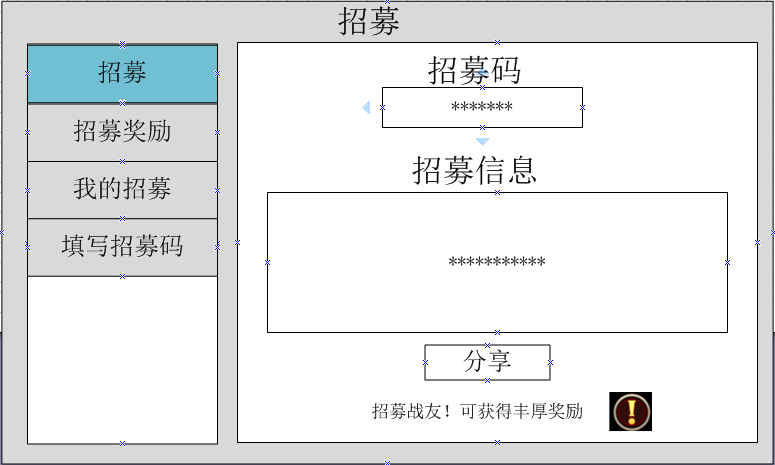 招募
招募
招募奖励
我的招募
填写招募码
招募码
*******
招募信息
***********
分享
招募战友！可获得丰厚奖励